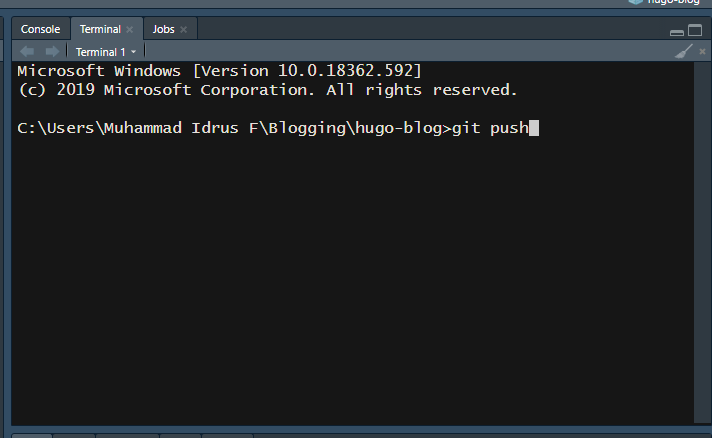 hugo-blog
Console Terminal Jobs
Terminal 1
Microsoft Windows [Version 10.0.18362.592]
(c) 2019 Microsoft Corporation. All rights reserved.
C:\Users\Muhammad Idrus F\Blogging\hugo-blog>git push